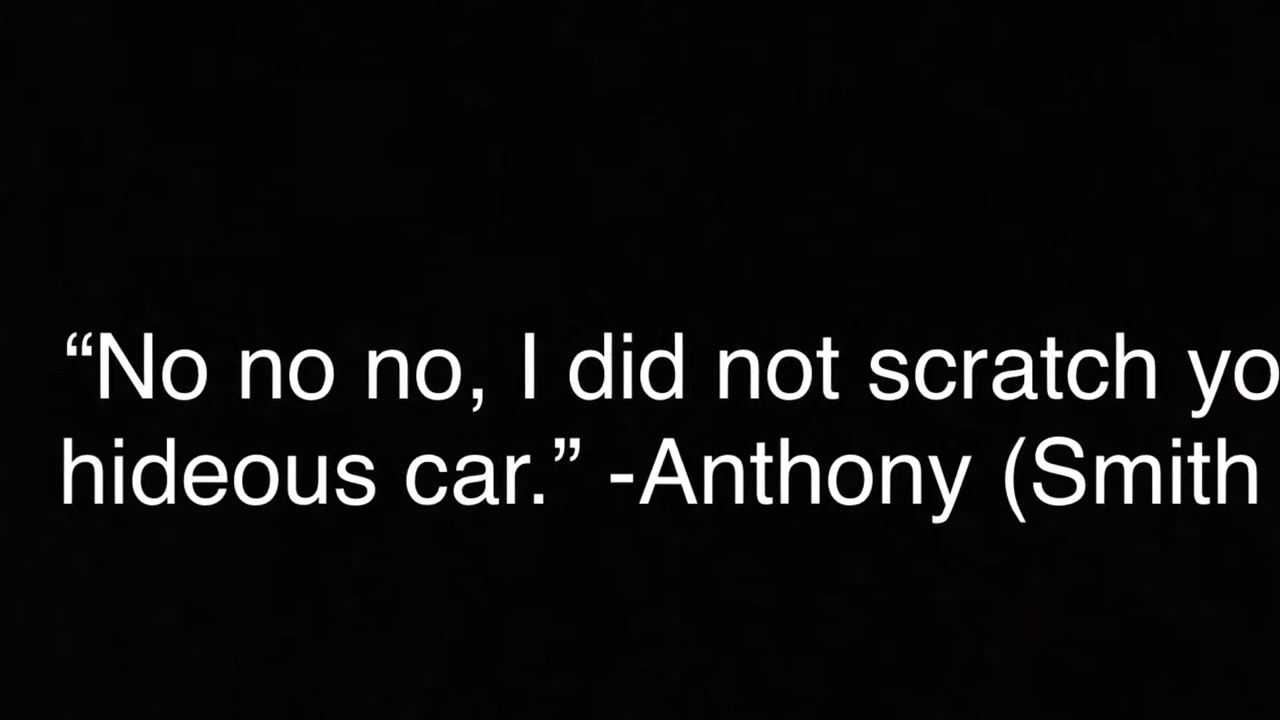 “No no no, I did not scratch yo
hideous car.” -Anthony (Smith